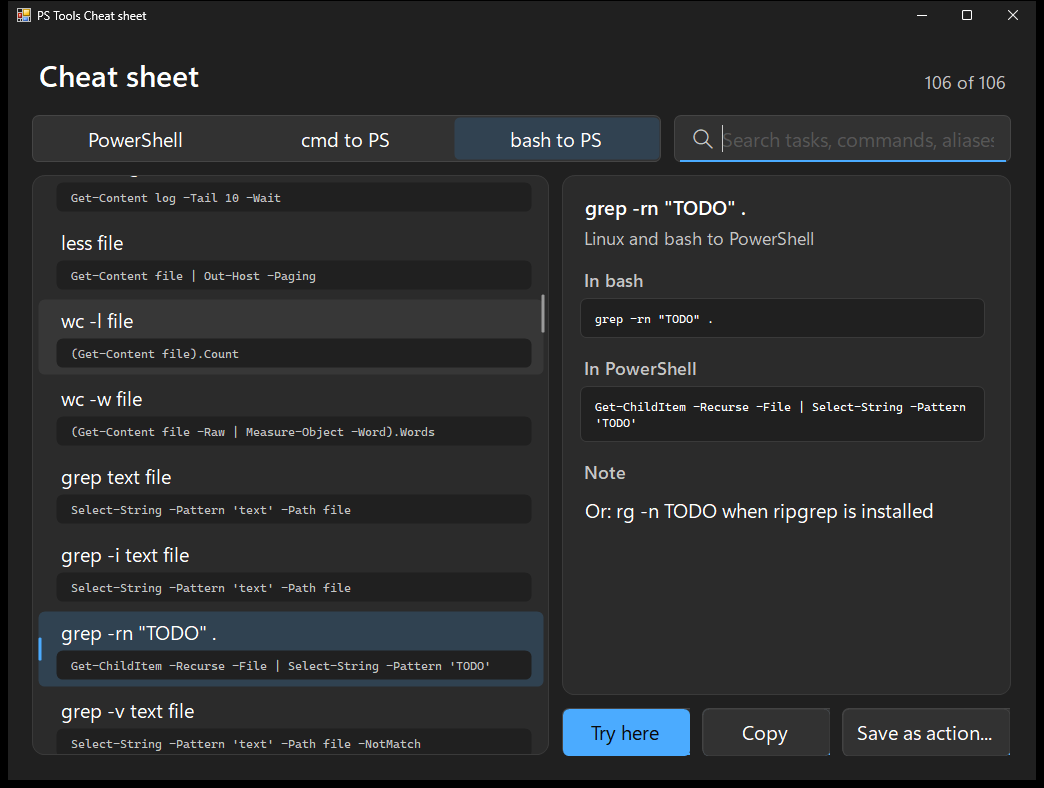 PS Tools Cheat sheet
Cheat sheet
106 of 106
PowerShell
cmd to PS
bash to PS
Search tasks, commands, aliases
Get-Content log -Tail 10 -Wait
less file
Get-Content file | Out-Host -Paging
wc -l file
(Get-Content file).Count
wc -w file
(Get-Content file -Raw | Measure-Object -Word).Words
grep text file
Select-String -Pattern 'text' -Path file
grep -i text file
Select-String -Pattern 'text' -Path file
grep -rn "TODO" .
Get-ChildItem -Recurse -File | Select-String -Pattern 'TODO'
grep -v text file
Select-String -Pattern 'text' -Path file -NotMatch
grep -rn "TODO" .
Linux and bash to PowerShell
In bash
grep -rn "TODO" .
In PowerShell
Get-ChildItem -Recurse -File | Select-String -Pattern
'TODO'
Note
Or: rg -n TODO when ripgrep is installed
Try here
Copy
Save as action...